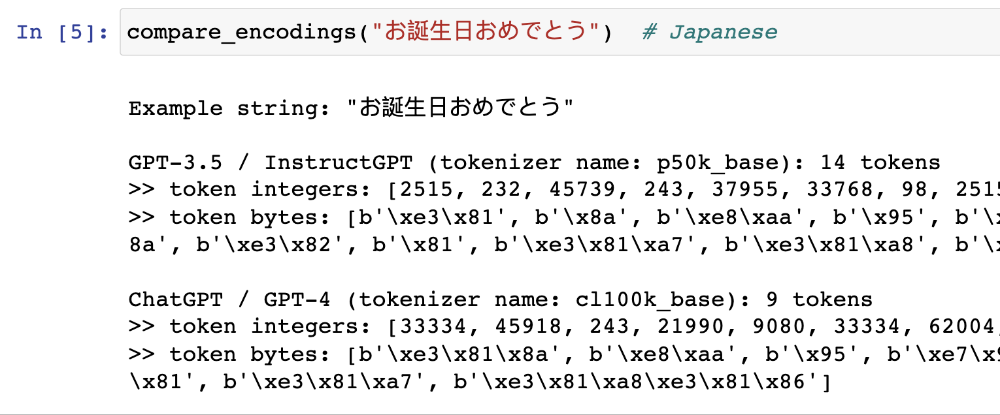 In [5]: compare_encodings("お誕生日おめでとう")  # Japanese
Example string: "お誕生日おめでとう"
GPT-3.5 / InstructGPT (tokenizer name: p50k_base): 14 tokens
>> token integers: [2515, 232, 45739, 243, 37955, 33768, 98, 2515
>> token bytes: [b'\xe3\x81', b'\x8a', b'\xe8\xaa', b'\x95', b'\x
8a', b'\xe3\x82', b'\x81', b'\xe3\x81\xa7', b'\xe3\x81\xa8', b'\x
ChatGPT / GPT-4 (tokenizer name: cl100k_base): 9 tokens
>> token integers: [33334, 45918, 243, 21990, 9080, 33334, 62004,
>> token bytes: [b'\xe3\x81\x8a', b'\xe8\xaa', b'\x95', b'\xe7\x9
\x81', b'\xe3\x81\xa7', b'\xe3\x81\xa8\xe3\x81\x86']